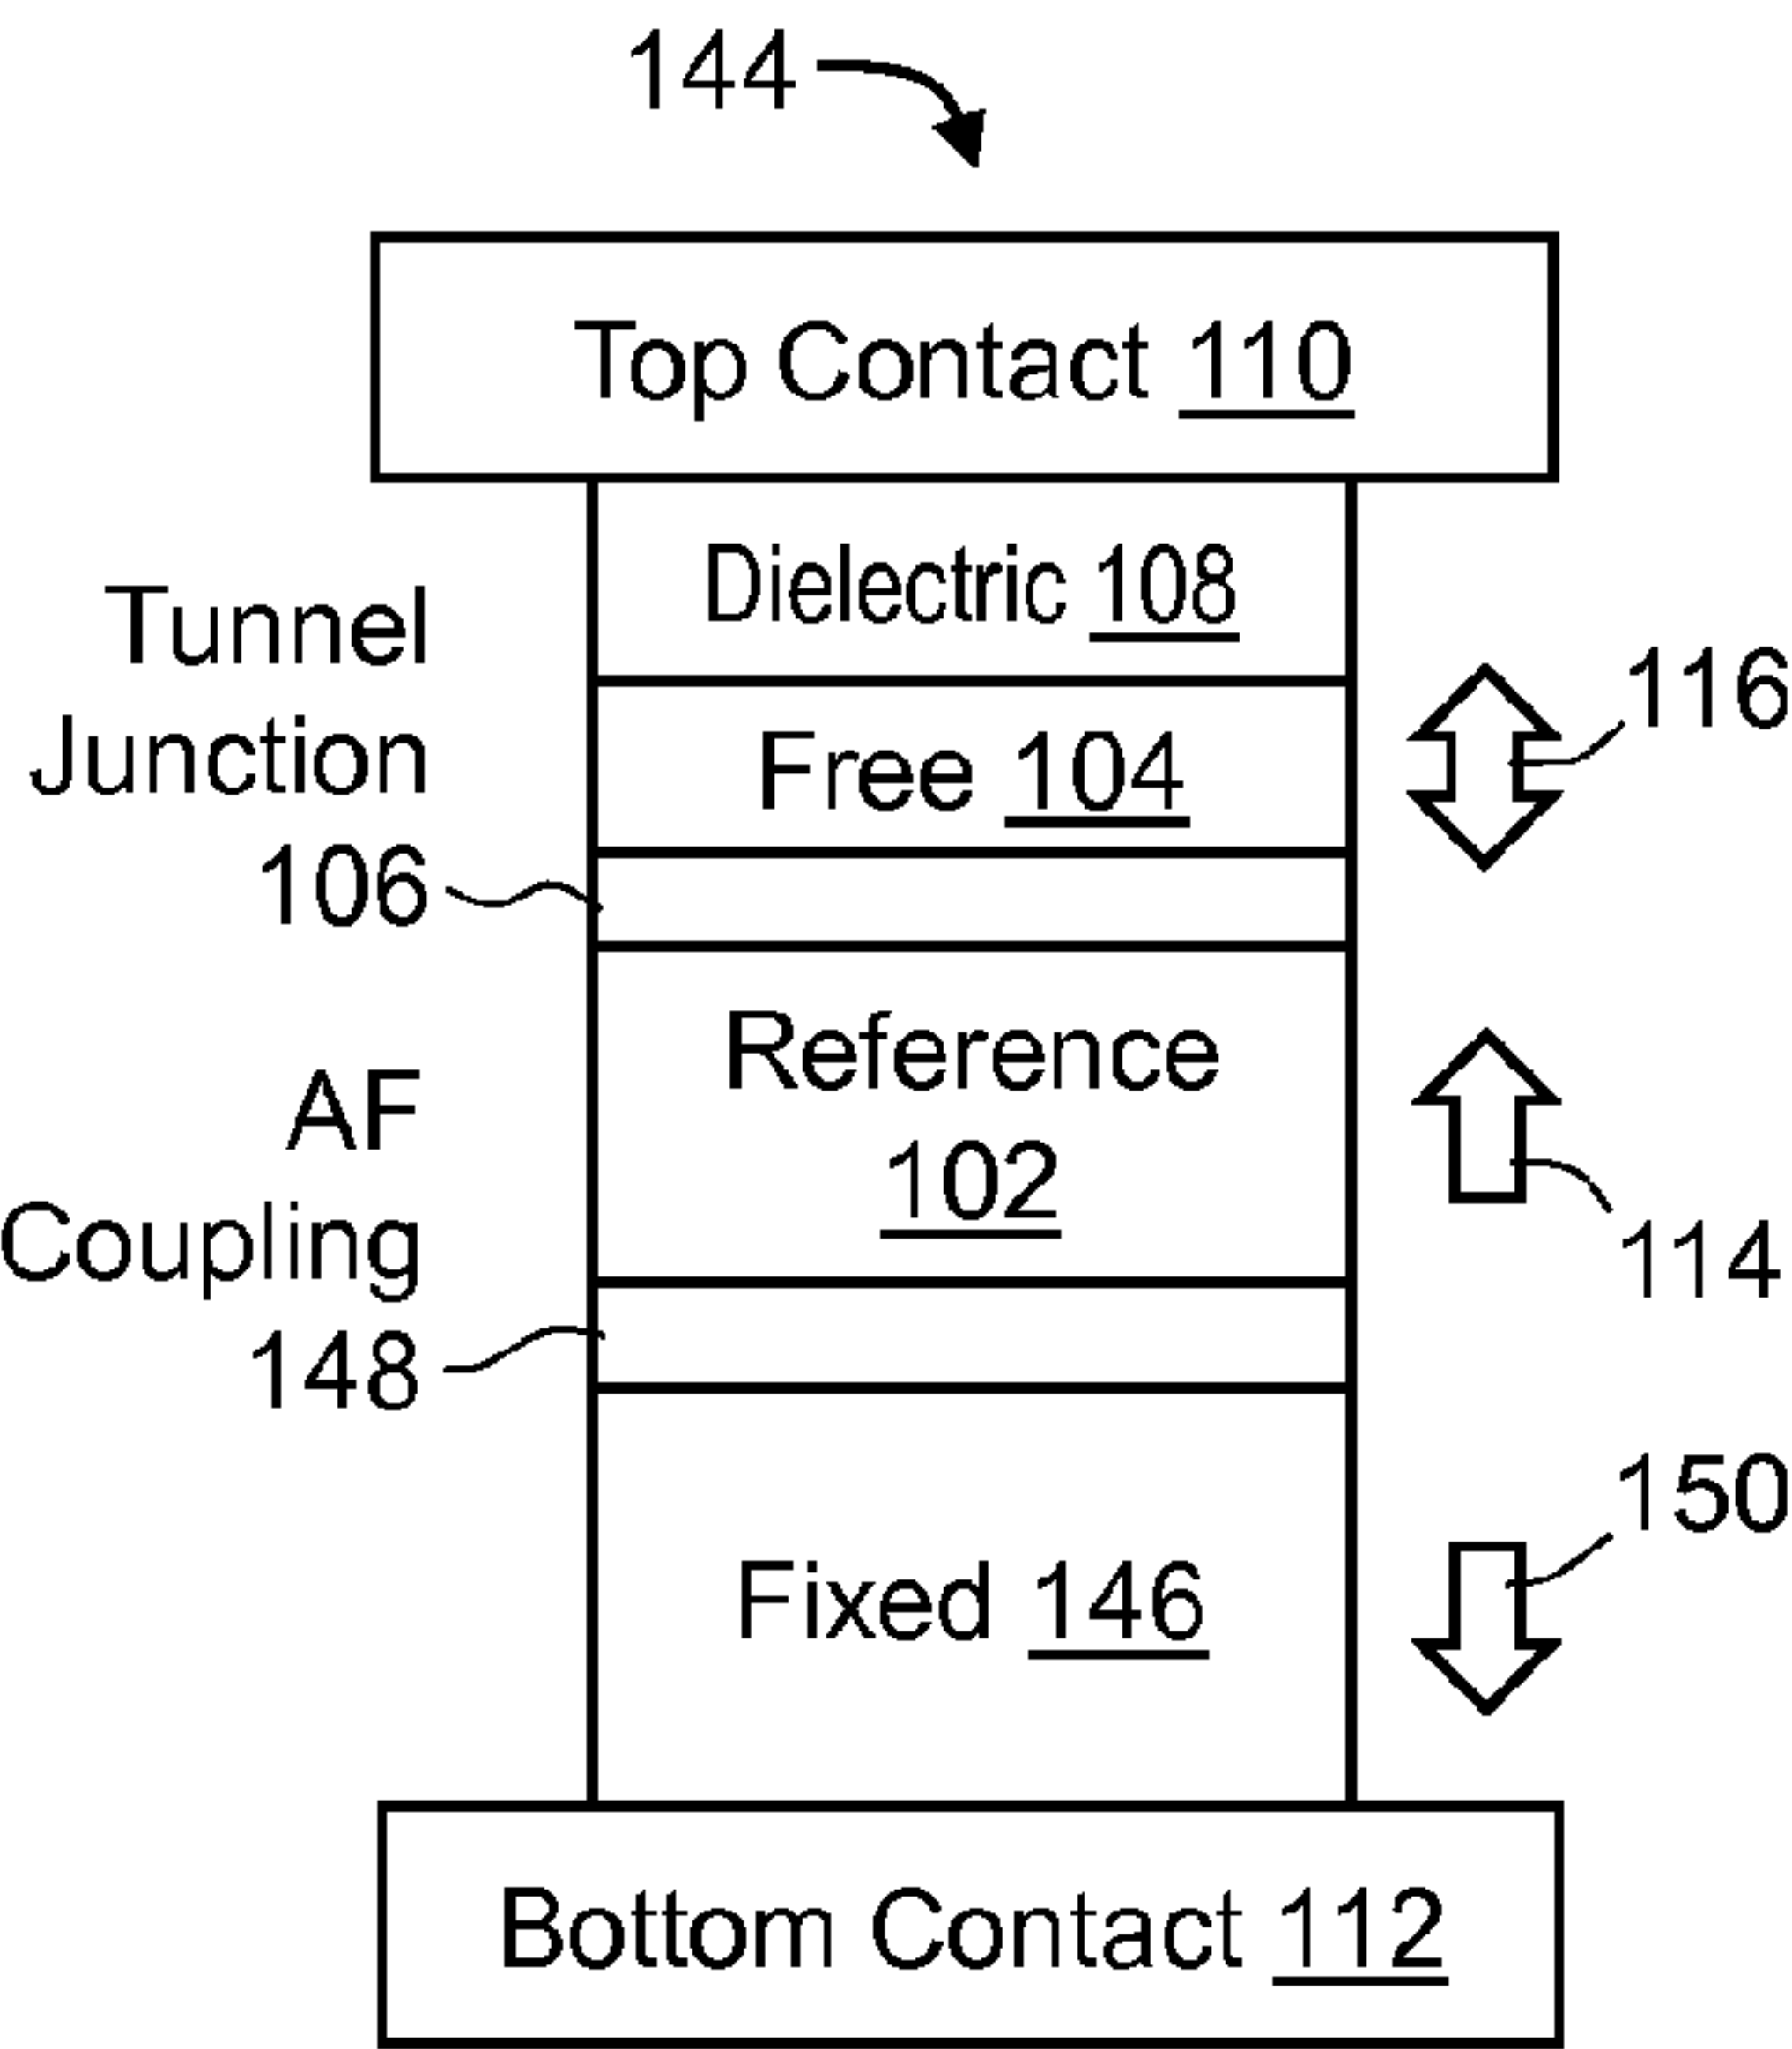 144
Top Contact 110
Dielectric 108
Tunnel
Junction
106
Free 104
116
Reference
102
AF
Coupling
148
114
150
Fixed 146
Bottom Contact 112